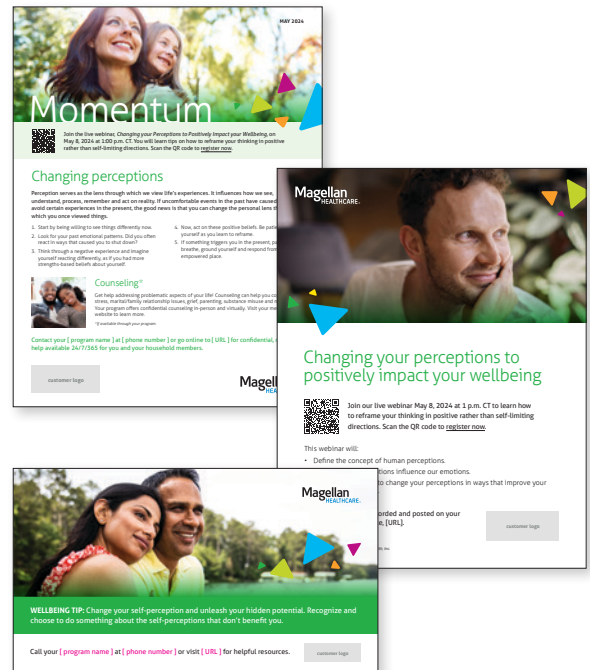 MAY 2024
Momentum
Join the live webinar, Changing your Perceptions to Positively Impact your Wellbeing, on
May 8, 2024 at 1:00 p.m. CT. You will learn tips on how to reframe your thinking in positive
rather than self-limiting directions. Scan the QR code to register now.
Changing perceptions
Perception serves as the lens through which we view life's experiences. It influences how we see,
understand, process, remember and act on reality. If uncomfortable events in the past have caused
avoid certain experiences in the present, the good news is that you can change the personal lens
which you once viewed things.
1. Start by being willing to see things differently now.
2. Look for your past emotional patterns. Did you often
react in ways that caused you to shut down?
3. Think through a negative experience and imagine
yourself reacting differently, as if you had more
strengths-based beliefs about yourself.
4. Now, act on these positive beliefs. Be
yourself as you learn to reframe.
5. If something triggers you in the present,
breathe, ground yourself and respond
empowered place.
Counseling*
Get help addressing problematic aspects of your life! Counseling can help you
stress, marital/family relationship issues, grief, parenting, substance misuse and
Your program offers confidential counseling in-person and virtually. Visit your
website to learn more.
*If available through your program.
Contact your [ program name ] at [ phone number ] or go online to [ URL ] for confidential,
help available 24/7/365 for you and your household members.
customer logo
Magell
HEA
Magellan
HEALTHCARE.
Changing your perceptions to
positively impact your wellbeing
Join our live webinar May 8, 2024 at 1 p.m. CT to learn how
to reframe your thinking in positive rather than self-limiting
directions. Scan the QR code to register now.
This webinar will:
• Define the concept of human perceptions.
tions influence our emotions.
to change your perceptions in ways that improve your
orded and posted on your
e, [URL].
customer logo
Magellan
HEALTHCARE.
WELLBEING TIP: Change your self-perception and unleash your hidden potential. Recognize and
choose to do something about the self-perceptions that don't benefit you.
Call your [ program name ] at [ phone number ] or visit [ URL ] for helpful resources.
customer logo